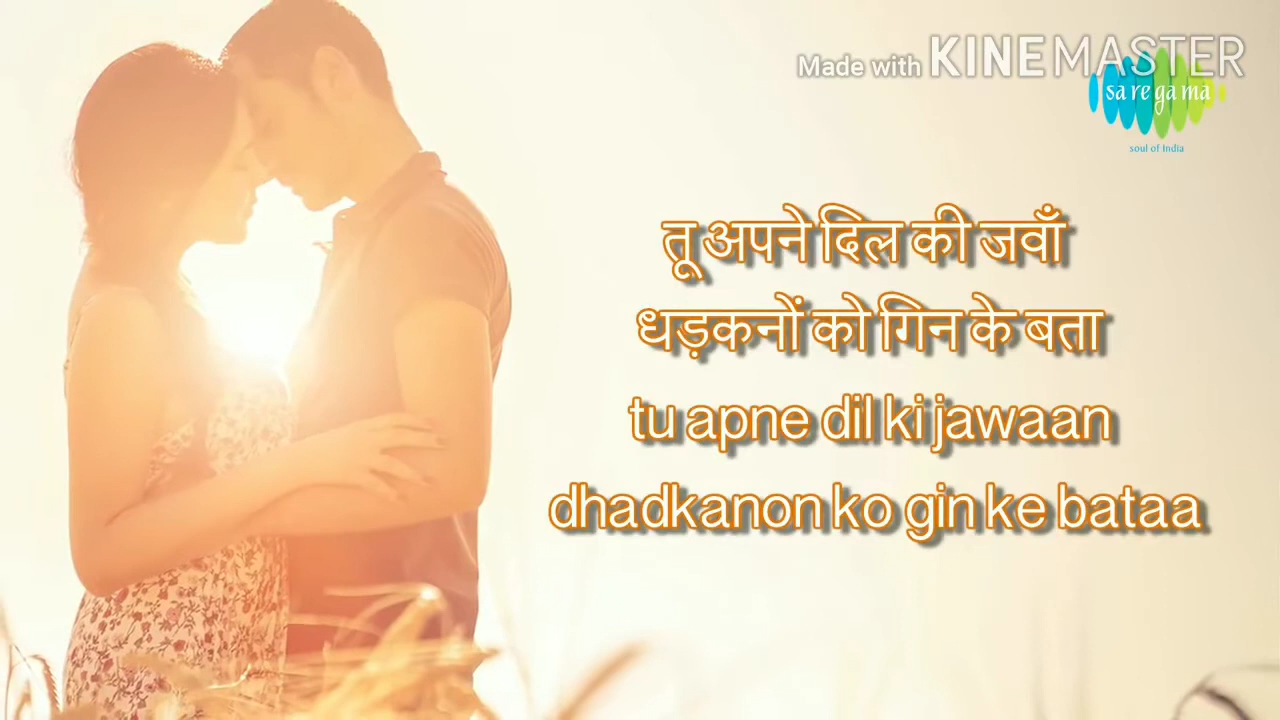 Made with KINEMASTER
sa re ga ma
soul of India
तू अपने दिल की जवाँ
धड़कनों को गिन के बता
tu apne dil ki jawaan
dhadkanon ko gin ke bataa